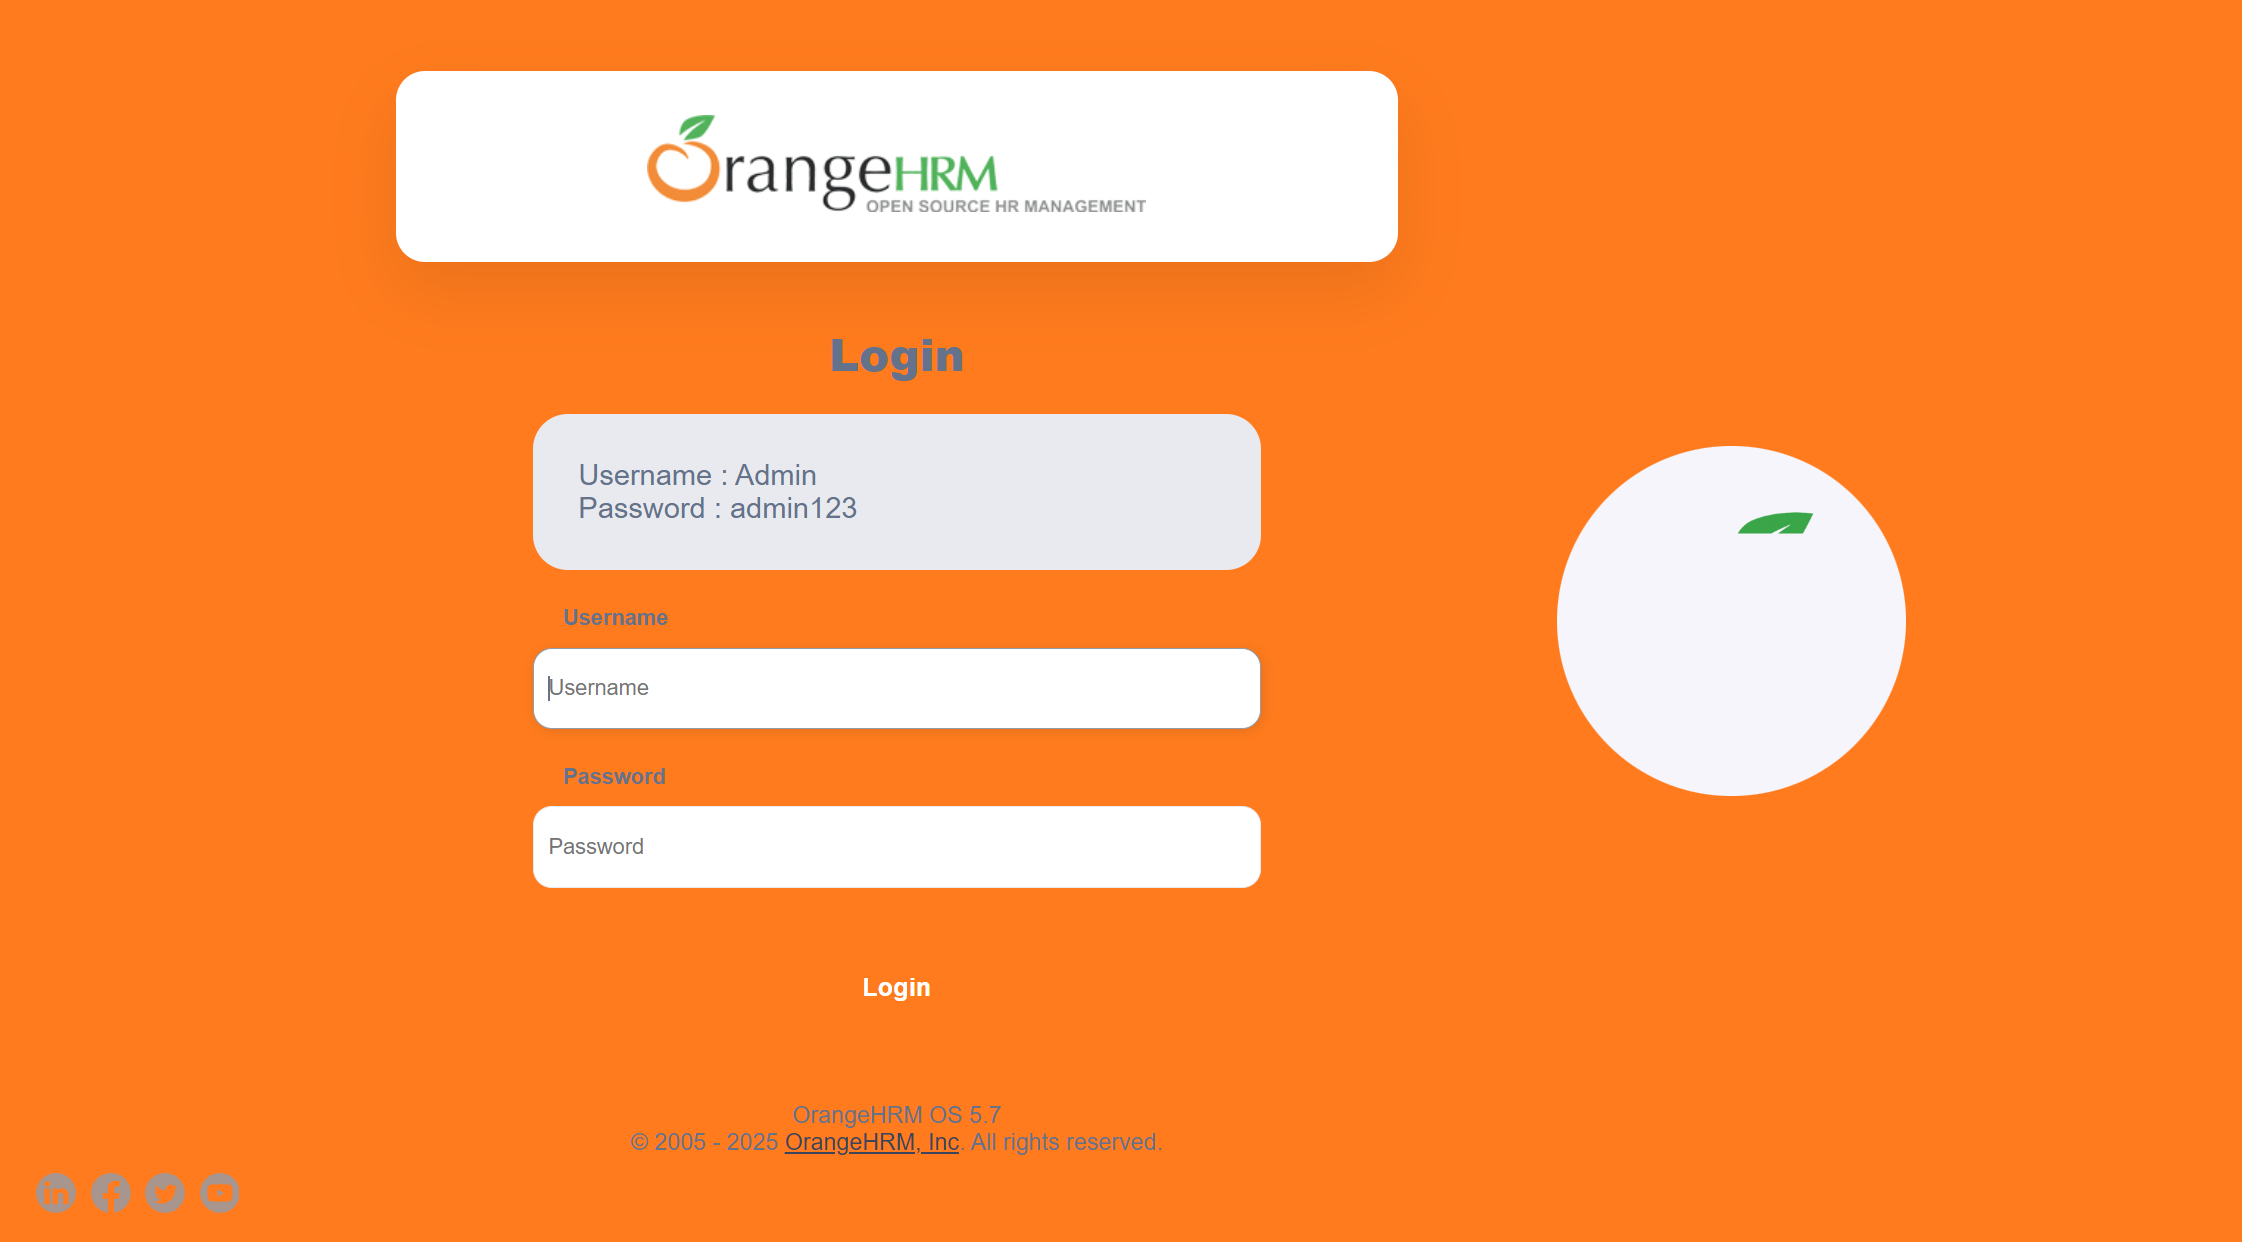 OrangeHRM
OPEN SOURCE HR MANAGEMENT
Login
Username : Admin
Password : admin123
Username
Username
Password
Password
Login
OrangeHRM OS 5.7
© 2005 - 2025 OrangeHRM, Inc. All rights reserved.